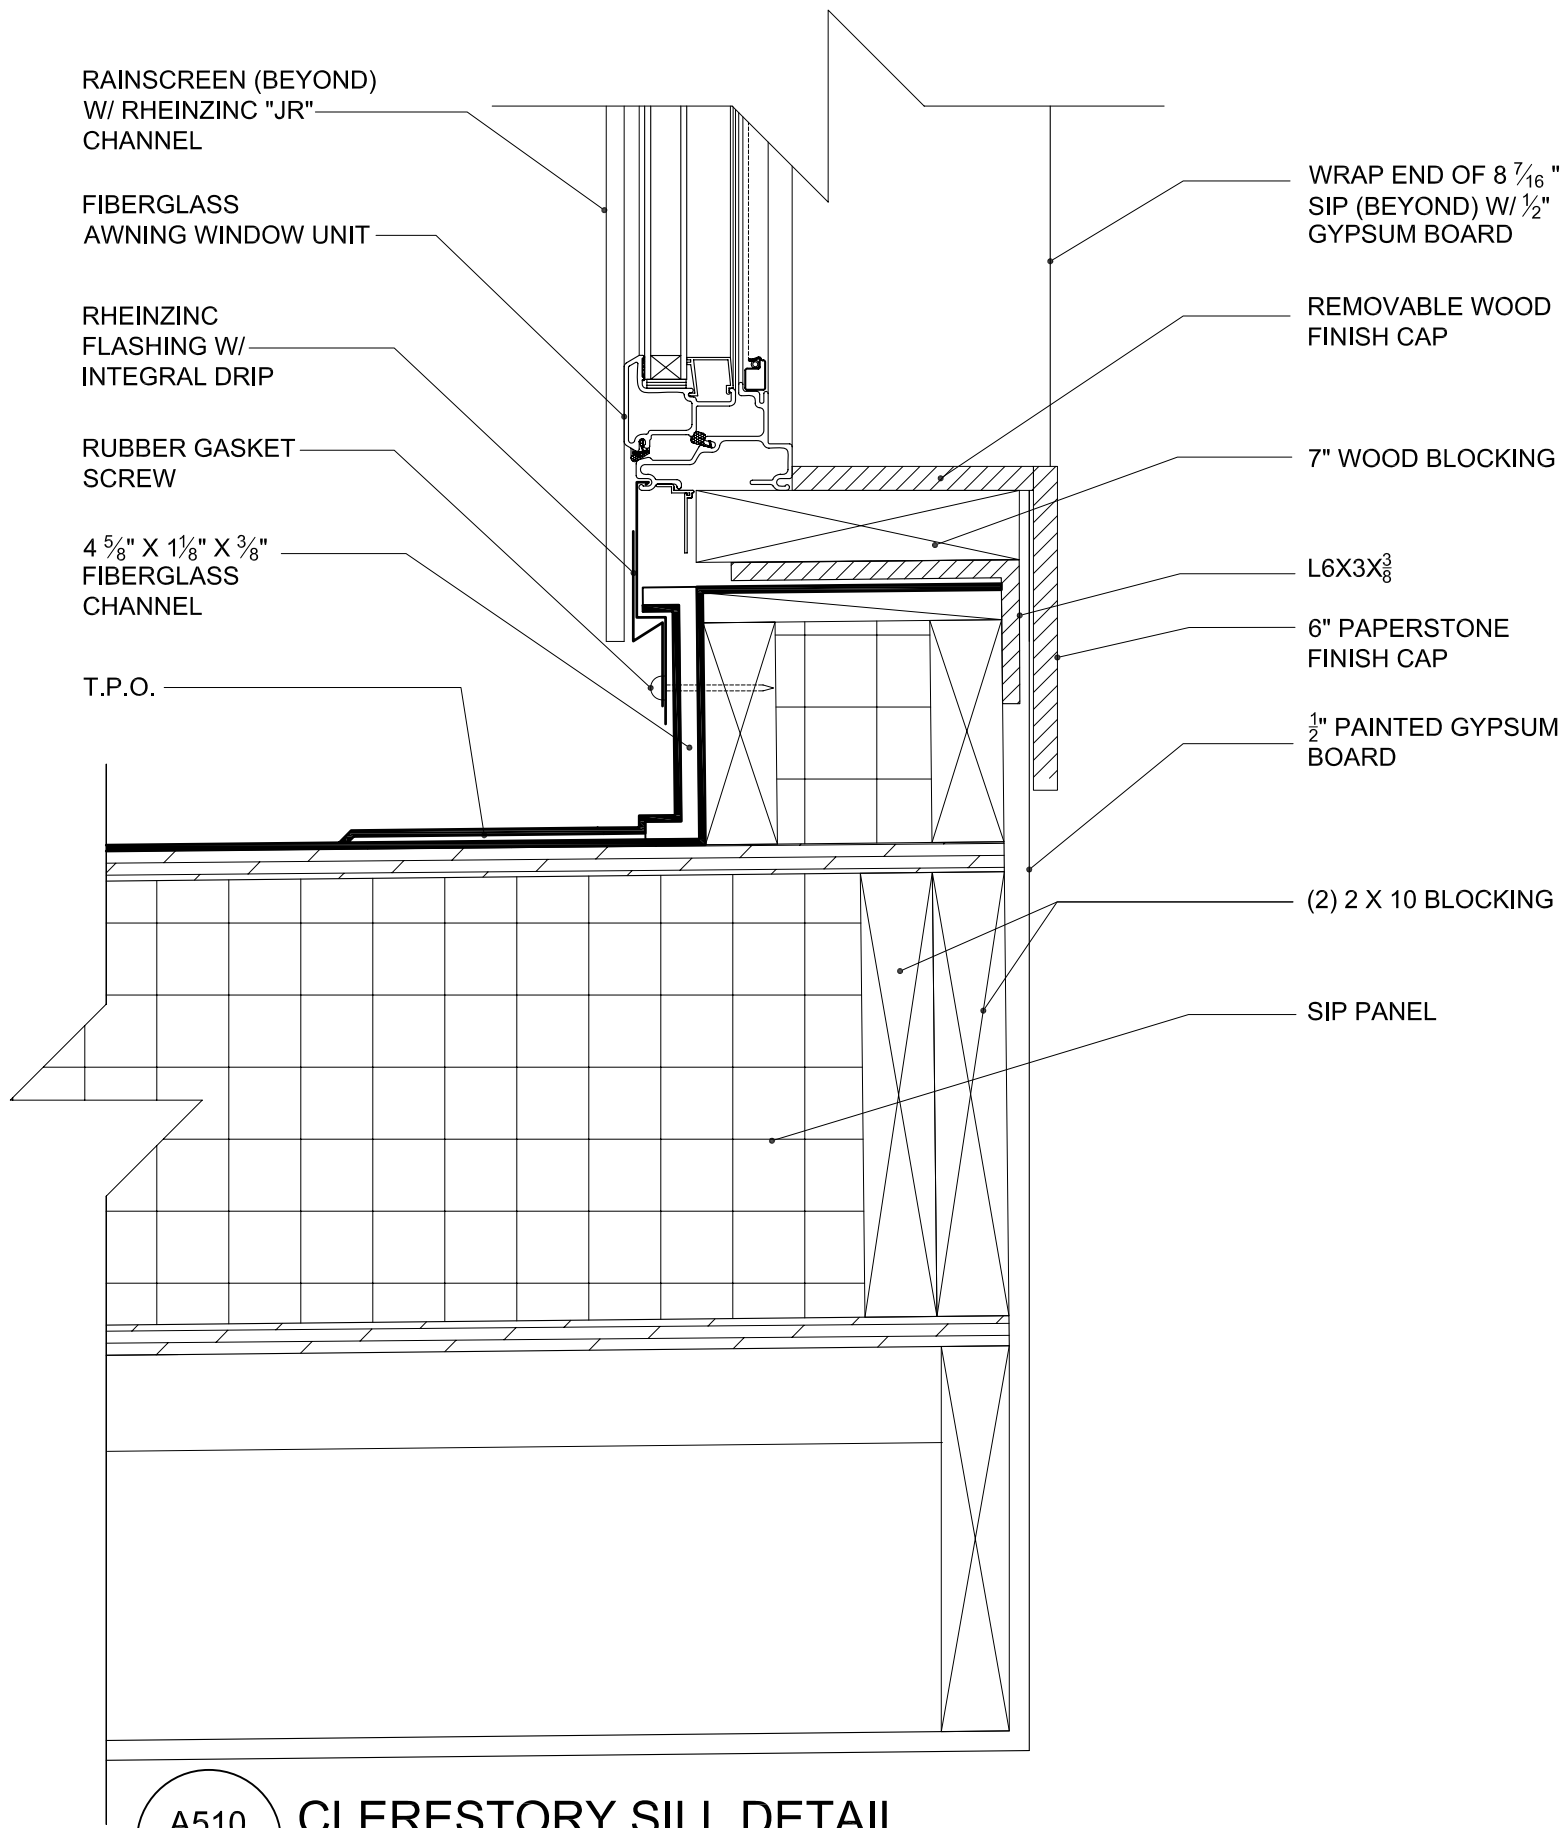 RAINSCREEN (BEYOND)
W/ RHEINZINC "JR"
CHANNEL
FIBERGLASS
AWNING WINDOW UNIT
RHEINZINC
FLASHING W/
INTEGRAL DRIP
RUBBER GASKET
SCREW
4 5/8" X 1 1/8" X 3/8"
FIBERGLASS
CHANNEL
T.P.O.
WRAP END OF 8 7/16 "
SIP (BEYOND) W/ 1/2"
GYPSUM BOARD
REMOVABLE WOOD
FINISH CAP
7" WOOD BLOCKING
L6X3X3/8
6" PAPERSTONE
FINISH CAP
1/2" PAINTED GYPSUM
BOARD
(2) 2 X 10 BLOCKING
SIP PANEL
A510
CLERESTORY SILL DETAIL